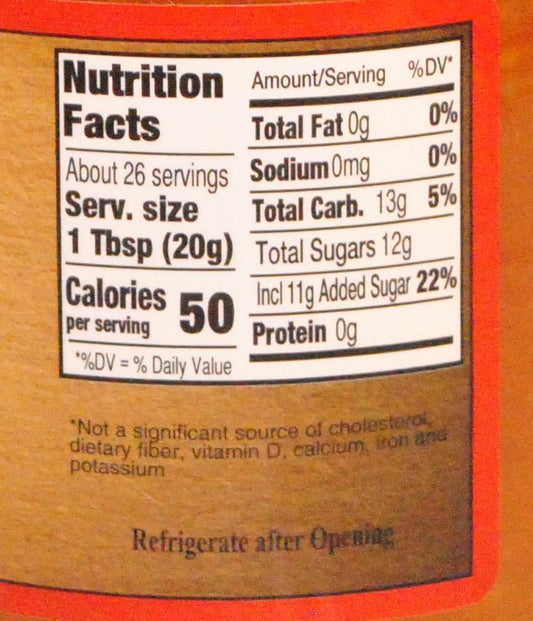 Nutrition
Facts
About 26 servings
Serv. size
1 Tbsp (20g)
Calories 50
per serving
*%DV = % Daily Value
Amount/Serving %DV*
Total Fat 0g 0%
Sodium 0mg 0%
Total Carb. 13g 5%
Total Sugars 12g
Incl 11g Added Sugar 22%
Protein 0g
*Not a significant source of cholesterol,
dietary fiber, vitamin D, calcium, iron and
potassium
Refrigerate after Opening